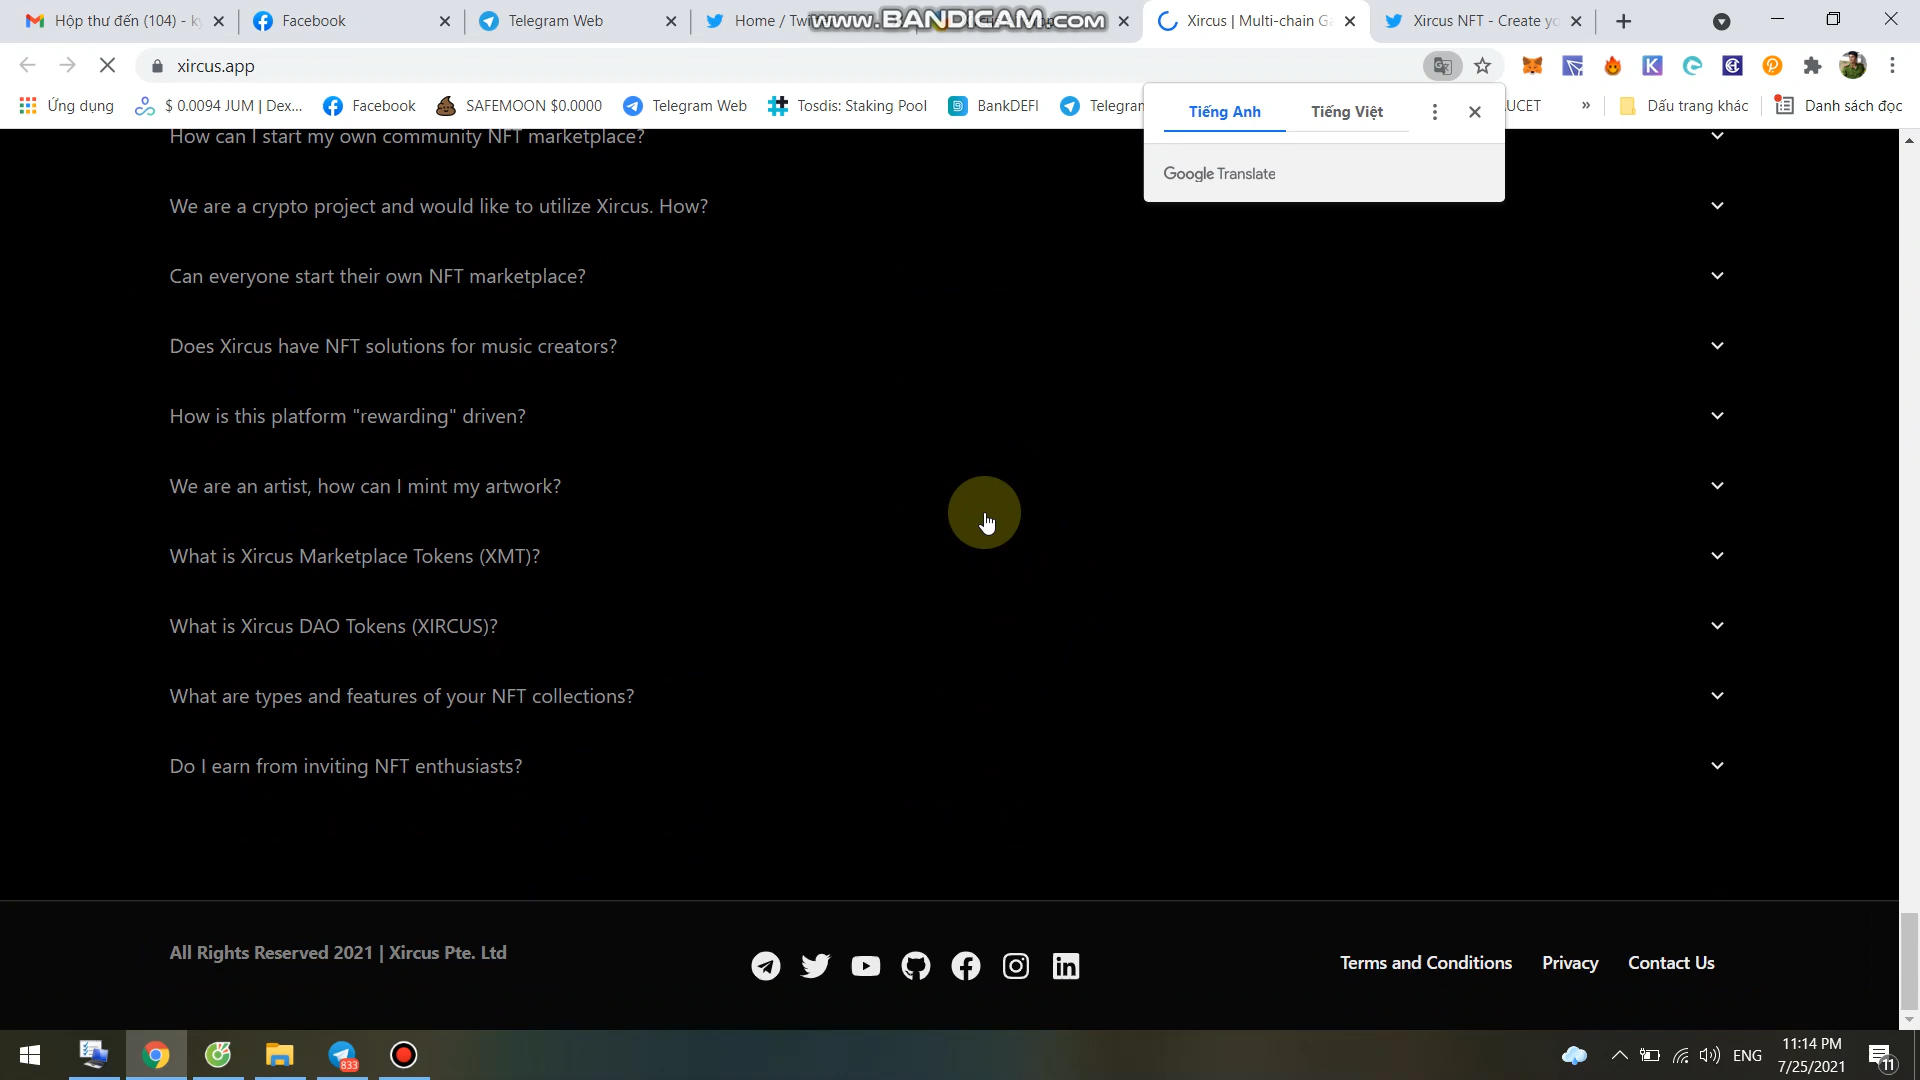 Hộp thư đến (104) - k
Facebook
Telegram Web
Home / Twi
WWW.BANDICAM.COM
Xircus | Multi-chain Ga
Xircus NFT - Create yo
xircus.app
Ứng dụng
$ 0.0094 JUM | Dex...
Facebook
SAFEMOON $0.0000
Telegram Web
Tosdis: Staking Pool
BankDEFI
Telegram
UCET
»
Dấu trang khác
Danh sách đọc
Tiếng Anh
Tiếng Việt
Google Translate
How can I start my own community NFT marketplace?
We are a crypto project and would like to utilize Xircus. How?
Can everyone start their own NFT marketplace?
Does Xircus have NFT solutions for music creators?
How is this platform "rewarding" driven?
We are an artist, how can I mint my artwork?
What is Xircus Marketplace Tokens (XMT)?
What is Xircus DAO Tokens (XIRCUS)?
What are types and features of your NFT collections?
Do I earn from inviting NFT enthusiasts?
All Rights Reserved 2021 | Xircus Pte. Ltd
Terms and Conditions
Privacy
Contact Us
833
ENG
11:14 PM
7/25/2021
11